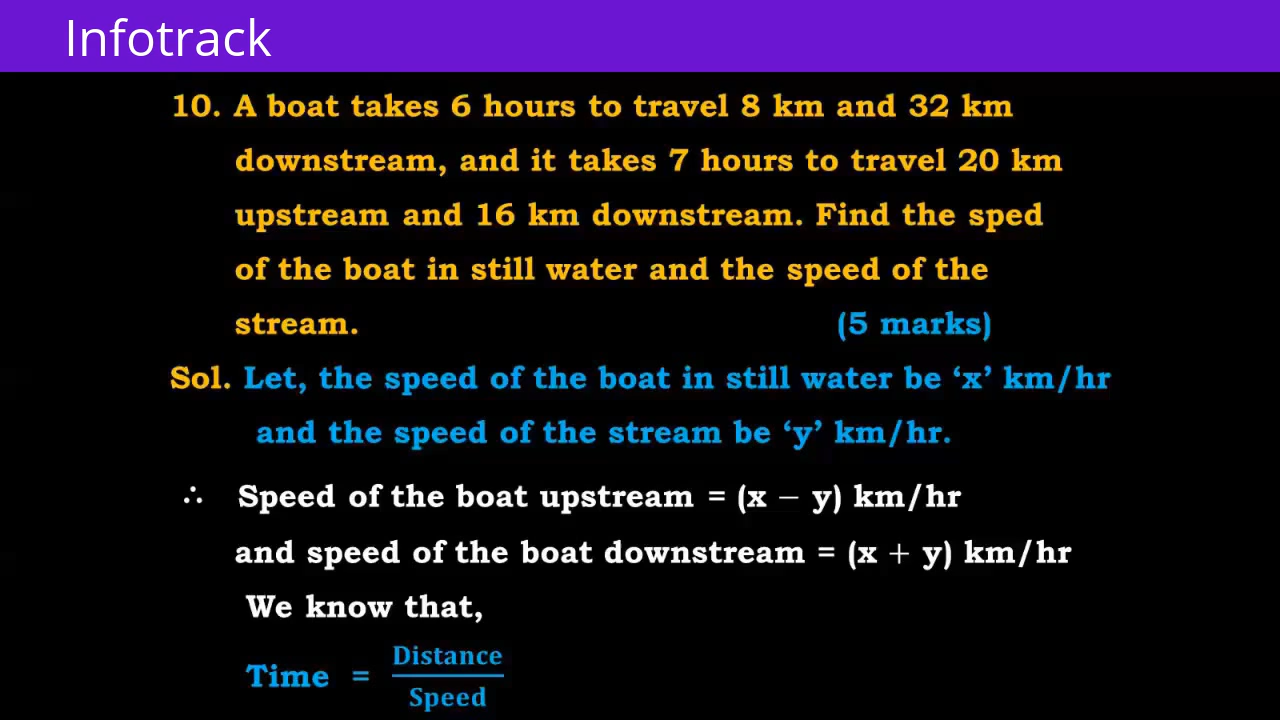 Infotrack
10. A boat takes 6 hours to travel 8 km and 32 km
downstream, and it takes 7 hours to travel 20 km
upstream and 16 km downstream. Find the sped
of the boat in still water and the speed of the
stream. (5 marks)
Sol. Let, the speed of the boat in still water be ‘x’ km/hr
and the speed of the stream be ‘y’ km/hr.
∴ Speed of the boat upstream = (x − y) km/hr
and speed of the boat downstream = (x + y) km/hr
We know that,
Time = Distance
Speed